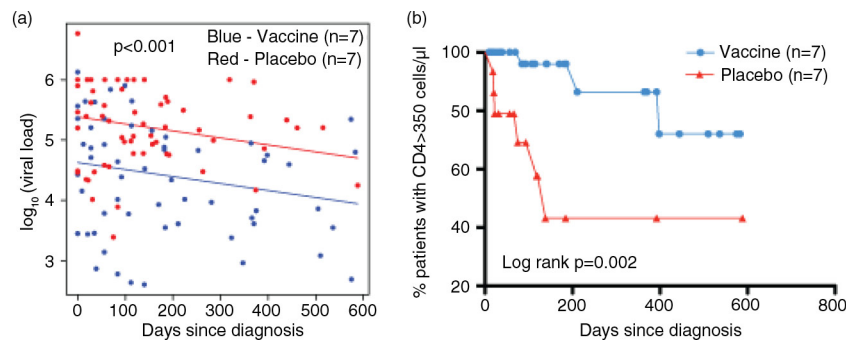 (a)
p<0.001
Blue - Vaccine (n=7)
Red - Placebo (n=7)
log10 (viral load)
6
5
4
3
0 100 200 300 400 500 600
Days since diagnosis
(b)
% patients with CD4>350 cells/µl
100
50
60
40
20
Vaccine (n=7)
Placebo (n=7)
Log rank p=0.002
0 200 400 600 800
Days since diagnosis